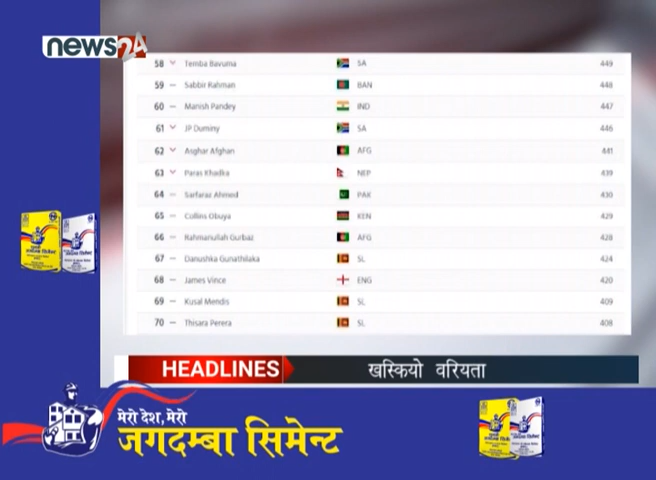 news24
58 Temba Bavuma SA 449
59 Sabbir Rahman BAN 448
60 Manish Pandey IND 447
61 JP Duminy SA 446
62 Asghar Afghan AFG 441
63 Paras Khadka NEP 439
64 Sarfaraz Ahmed PAK 430
65 Collins Obuya KEN 429
66 Rahmanullah Gurbaz AFG 428
67 Danushka Gunathilaka SL 424
68 James Vince ENG 420
69 Kusal Mendis SL 409
70 Thisara Perera SL 408
HEADLINES खस्कियो वरियता
मेरो देश, मेरो
जगदम्बा सिमेन्ट